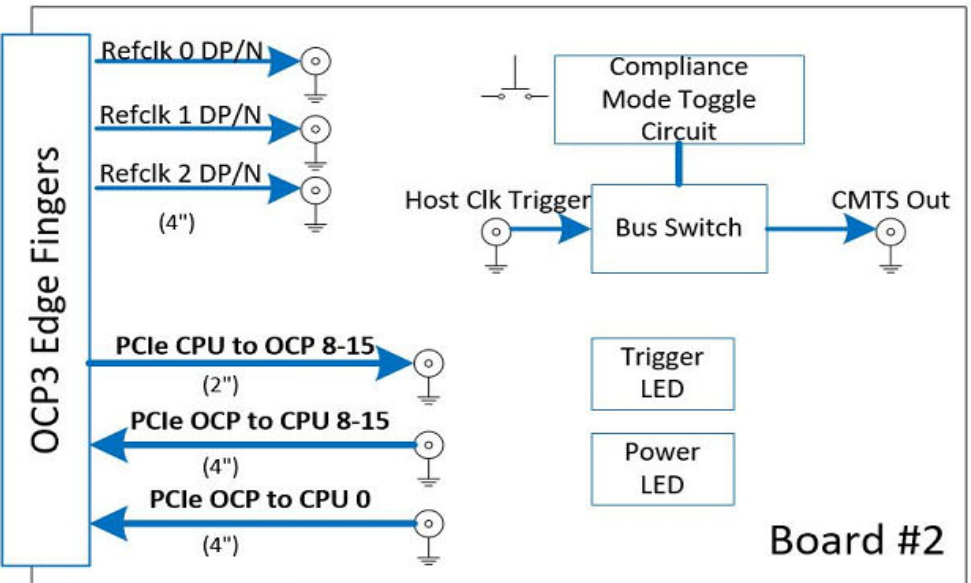 OCP3 Edge Fingers
Refclk 0 DP/N
Refclk 1 DP/N
Refclk 2 DP/N
(4")
Compliance
Mode Toggle
Circuit
Host Clk Trigger
Bus Switch
CMTS Out
PCIe CPU to OCP 8-15
(2")
PCIe OCP to CPU 8-15
(4")
PCIe OCP to CPU 0
(4")
Trigger
LED
Power
LED
Board #2